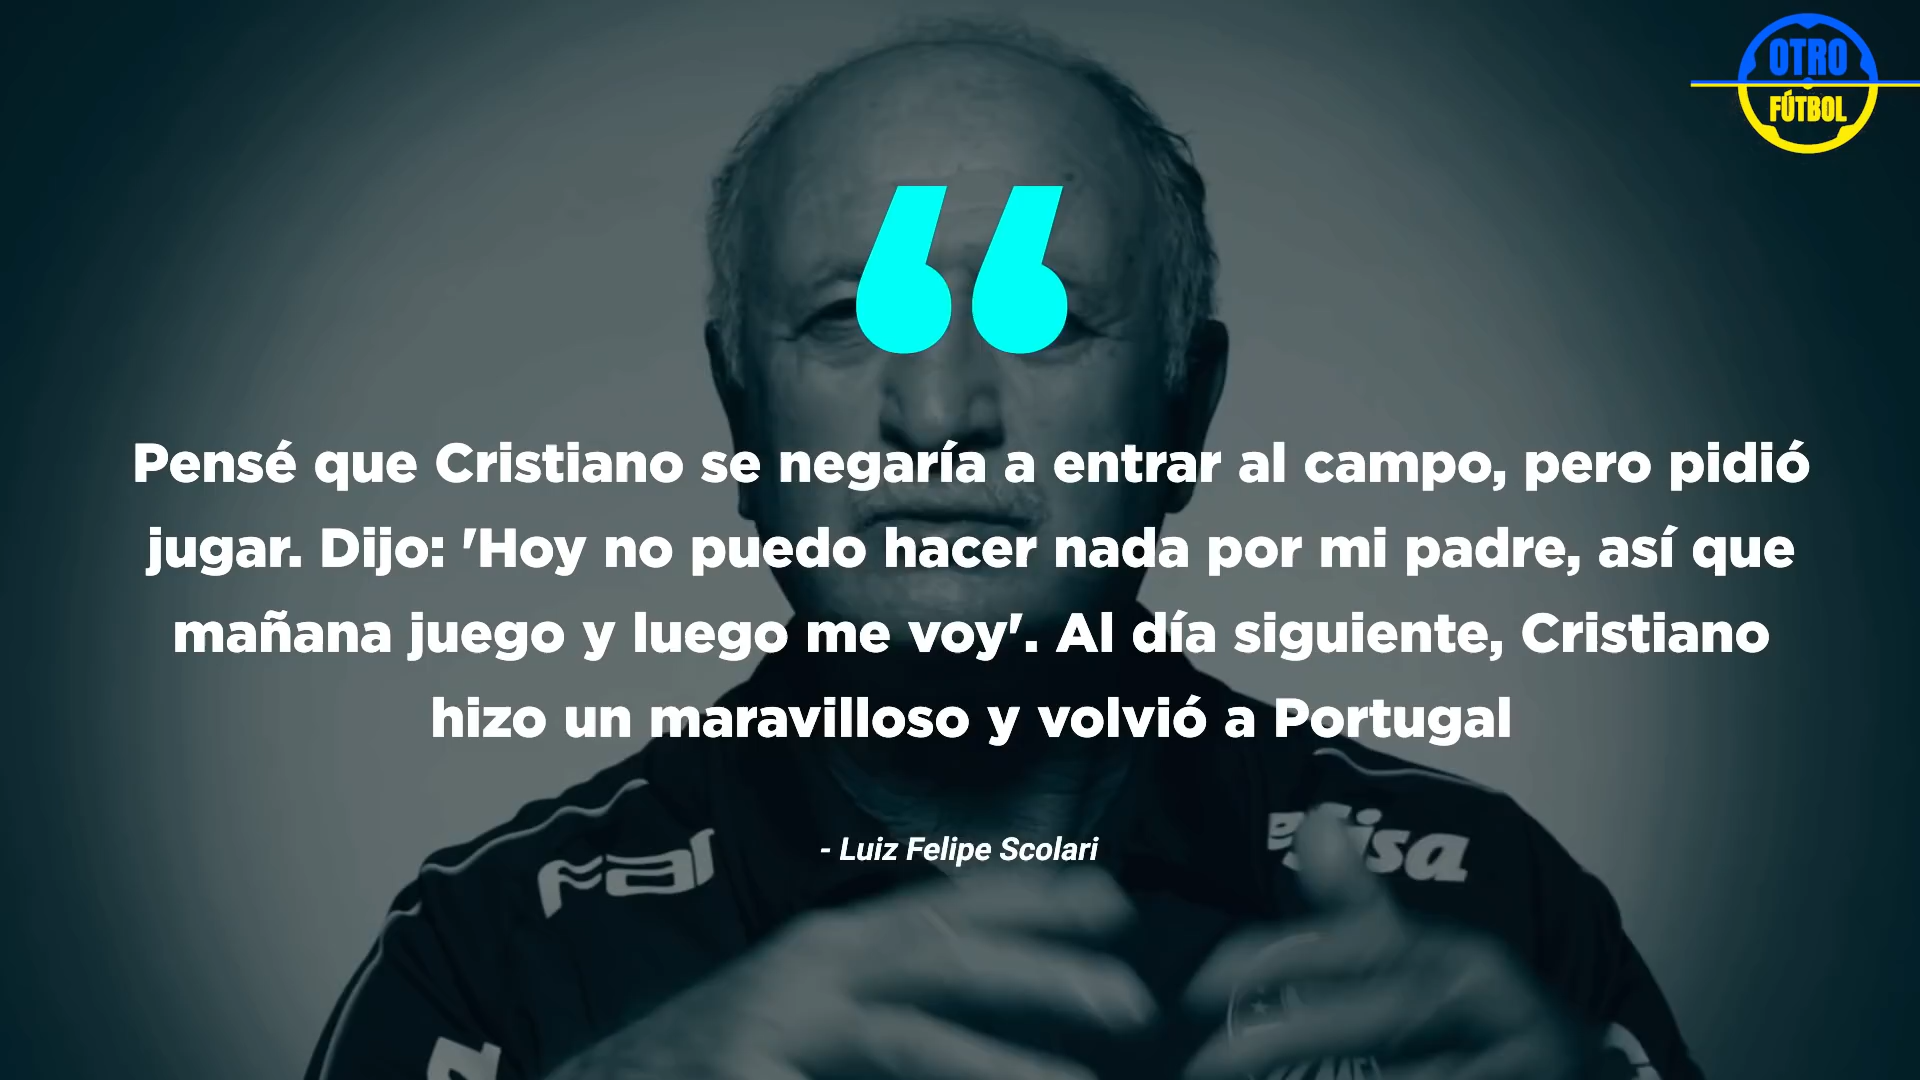 OTRO
FÚTBOL
Pensé que Cristiano se negaría a entrar al campo, pero pidió
jugar. Dijo: 'Hoy no puedo hacer nada por mi padre, así que
mañana juego y luego me voy'. Al día siguiente, Cristiano
hizo un maravilloso y volvió a Portugal
- Luiz Felipe Scolari